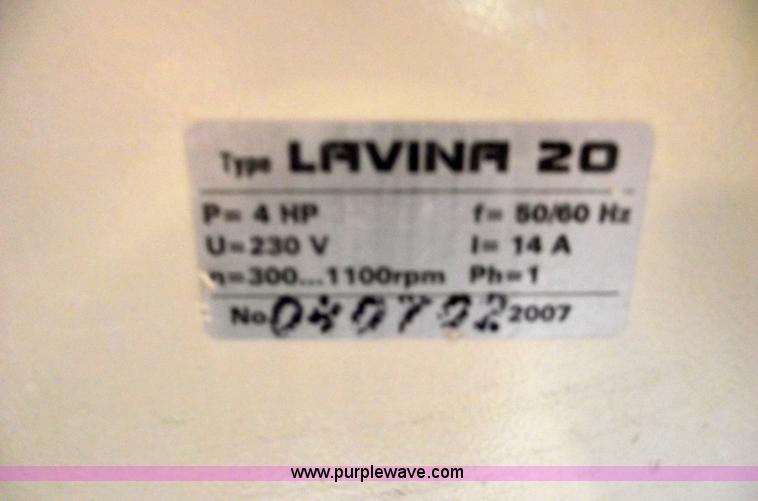 Type LAVINA 20
P= 4 HP f= 50/60 Hz
U=230 V I= 14 A
n=300...1100rpm Ph=1
No 2007
www.purplewave.com